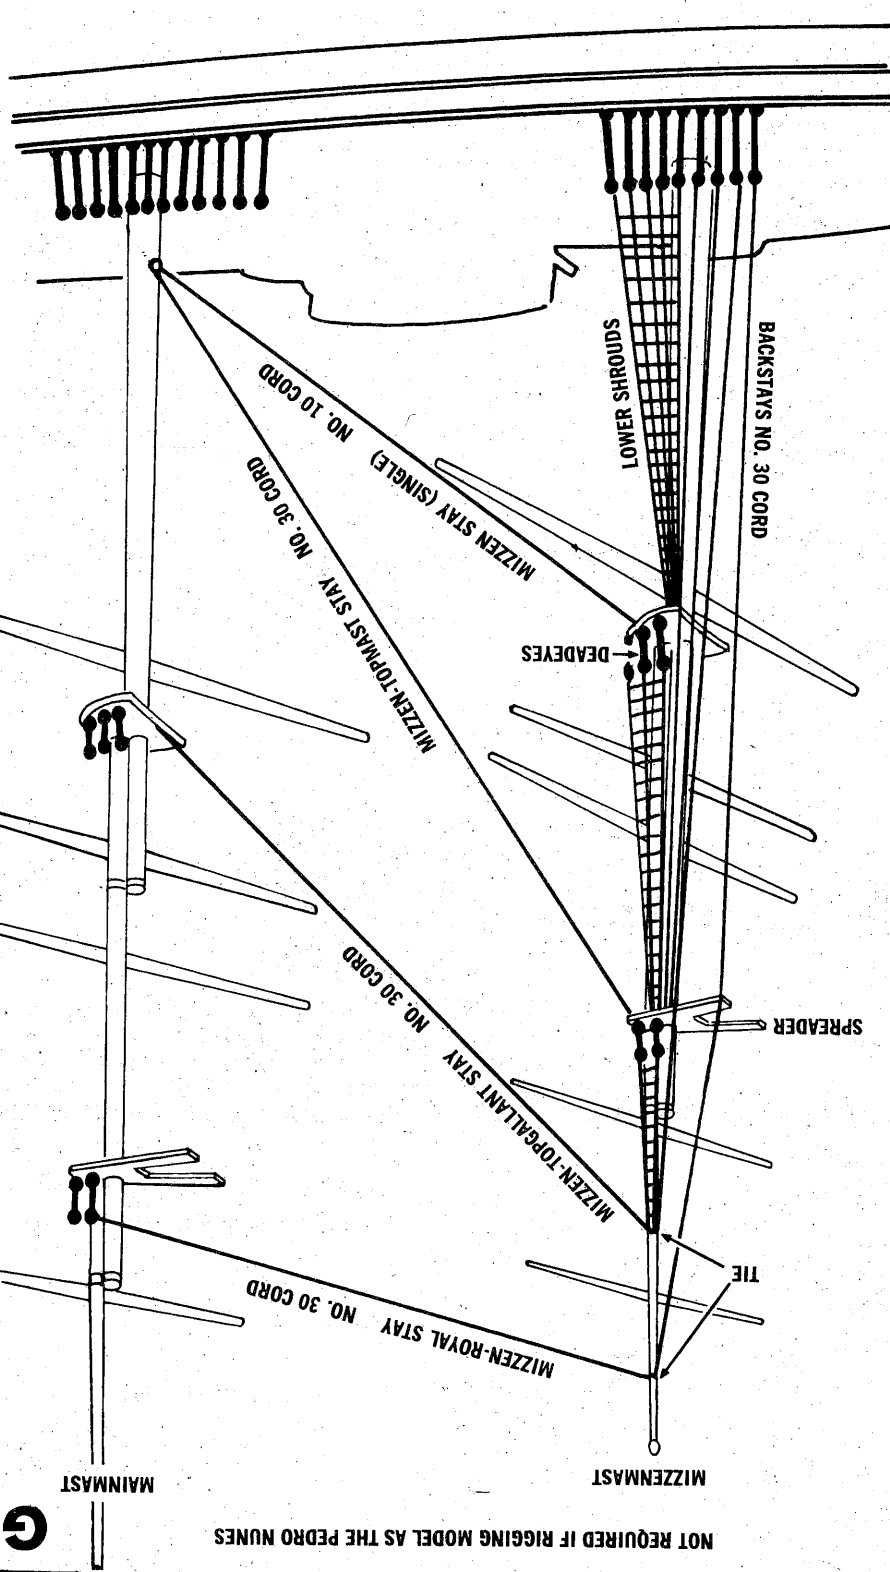 NOT REQUIRED IF RIGGING MODEL AS THE PEDRO NUNES
G
MIZZENMAST
MAINMAST
MIZZEN-ROYAL STAY NO. 30 CORD
TIE
MIZZEN-TOPGALLANT STAY NO. 30 CORD
SPREADER
MIZZEN-TOPMAST STAY NO. 30 CORD
DEADEYES
MIZZEN STAY (SINGLE) NO. 10 CORD
LOWER SHROUDS
BACKSTAYS NO. 30 CORD